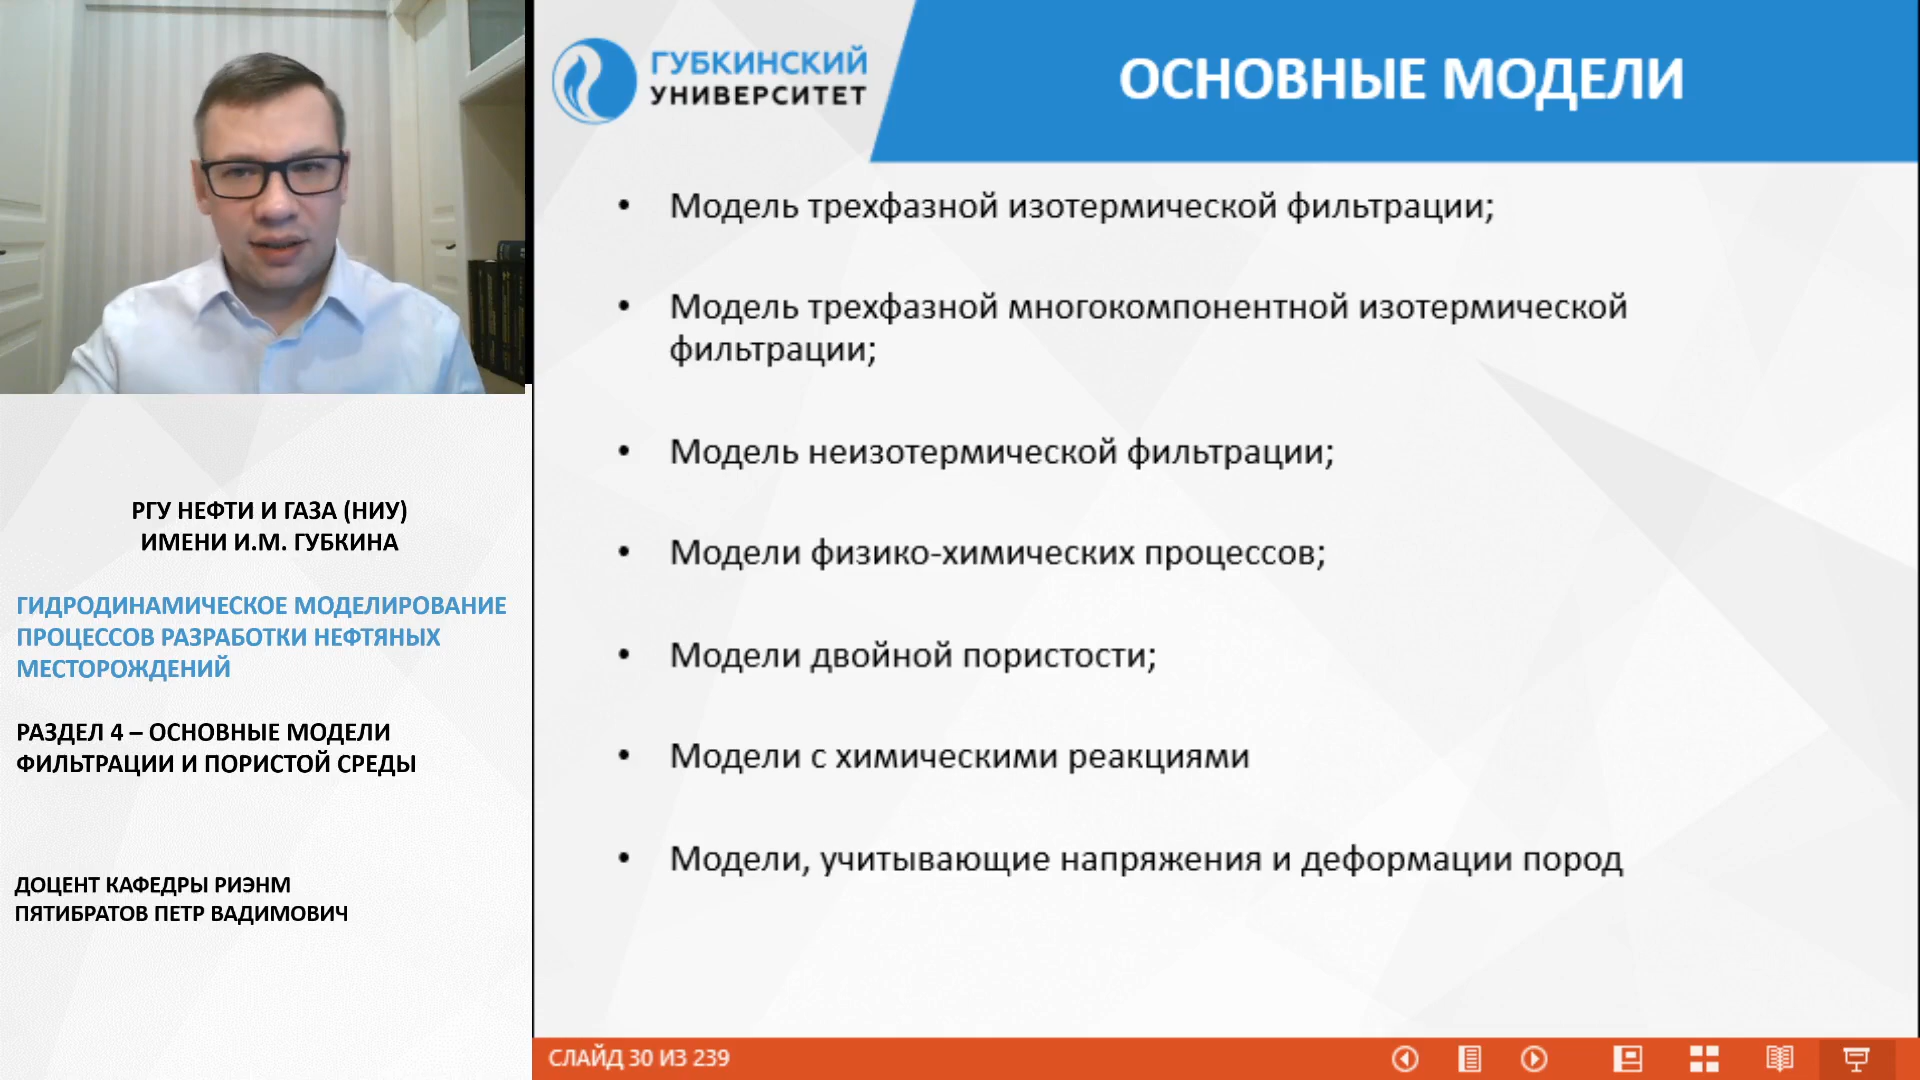 ГУБКИНСКИЙ
УНИВЕРСИТЕТ
ОСНОВНЫЕ МОДЕЛИ
• Модель трехфазной изотермической фильтрации;
• Модель трехфазной многокомпонентной изотермической
фильтрации;
• Модель неизотермической фильтрации;
• Модели физико-химических процессов;
• Модели двойной пористости;
• Модели с химическими реакциями
• Модели, учитывающие напряжения и деформации пород
РГУ НЕФТИ И ГАЗА (НИУ)
ИМЕНИ И.М. ГУБКИНА
ГИДРОДИНАМИЧЕСКОЕ МОДЕЛИРОВАНИЕ
ПРОЦЕССОВ РАЗРАБОТКИ НЕФТЯНЫХ
МЕСТОРОЖДЕНИЙ
РАЗДЕЛ 4 – ОСНОВНЫЕ МОДЕЛИ
ФИЛЬТРАЦИИ И ПОРИСТОЙ СРЕДЫ
ДОЦЕНТ КАФЕДРЫ РИЭНМ
ПЯТИБРАТОВ ПЕТР ВАДИМОВИЧ
СЛАЙД 30 ИЗ 239